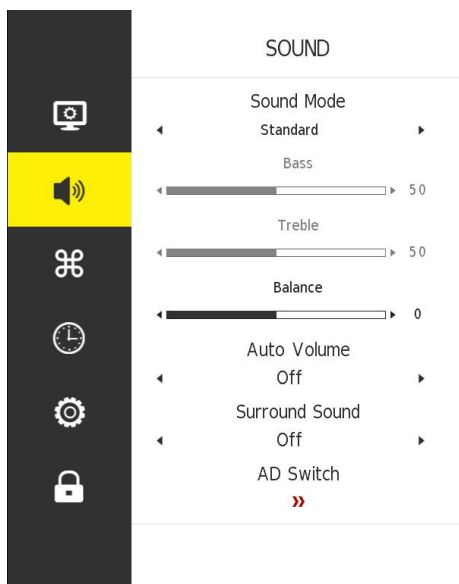 SOUND
Sound Mode
Standard
Bass
50
Treble
50
Balance
0
Auto Volume
Off
Surround Sound
Off
AD Switch